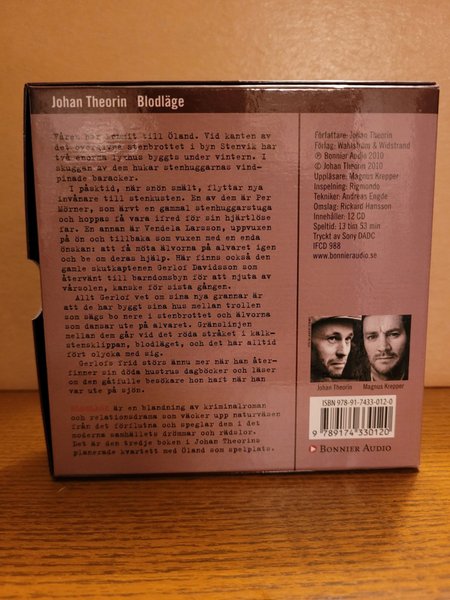 Johan Theorin Blodläge
Våren har kommit till Öland. Vid kanten av
det övergivna stenbrottet i byn Stenvik har
två enorma lyxhus byggts under vintern. I
skuggan av dem hukar stenhuggarnas vind-
pinade baracker.
I påsktid, när snön smält, flyttar nya
invånare till stenkusten. En av dem är Per
Mörner, som ärvt en gammal stenhuggarstuga
och hoppas få vara ifred för sin hjärtlöse
far. En annan är Vendela Larsson, uppvuxen
på ön och tillbaka som vuxen med en enda
önskan: att få möta älvorna på alvaret igen
och be om deras hjälp. Här finns också den
gamle skutkaptenen Gerlof Davidsson som
återvänt till barndomsbyn för att njuta av
vårsolen, kanske för sista gången.
Allt Gerlof vet om sina nya grannar är
att de har byggt sina hus mellan trollen
som sägs bo nere i stenbrottet och älvorna
som dansar ute på alvaret. Gränslinjen
mellan dem går vid det röda stråket i kalk-
stensklippan, blodläget, och det har alltid
fört olycka med sig.
Gerlofs frid störs ännu mer när han åter-
finner sin döda hustrus dagböcker och läser
om den gåtfulle besökare hon haft när han
var ute på sjön.
Blodläge är en blandning av kriminalroman
och relationsdrama som väcker upp naturväsen
från det förflutna och speglar dem i det
moderna samhällets drömmar och rädslor.
Det är den tredje boken i Johan Theorins
planerade kvartett med Öland som spelplats.
Författare: Johan Theorin
Förlag: Wahlström & Widstrand
℗ Bonnier Audio 2010
© Johan Theorin 2010
Uppläsare: Magnus Krepper
Inspelning: Rigmondo
Tekniker: Andreas Engde
Omslag: Rickard Hansson
Innehåller: 12 CD
Speltid: 13 tim 53 min
Tryckt av Sony DADC
IFCD 988
www.bonnieraudio.se
Johan Theorin Magnus Krepper
ISBN 978-91-7433-012-0
9 789174 330120
BONNIER AUDIO